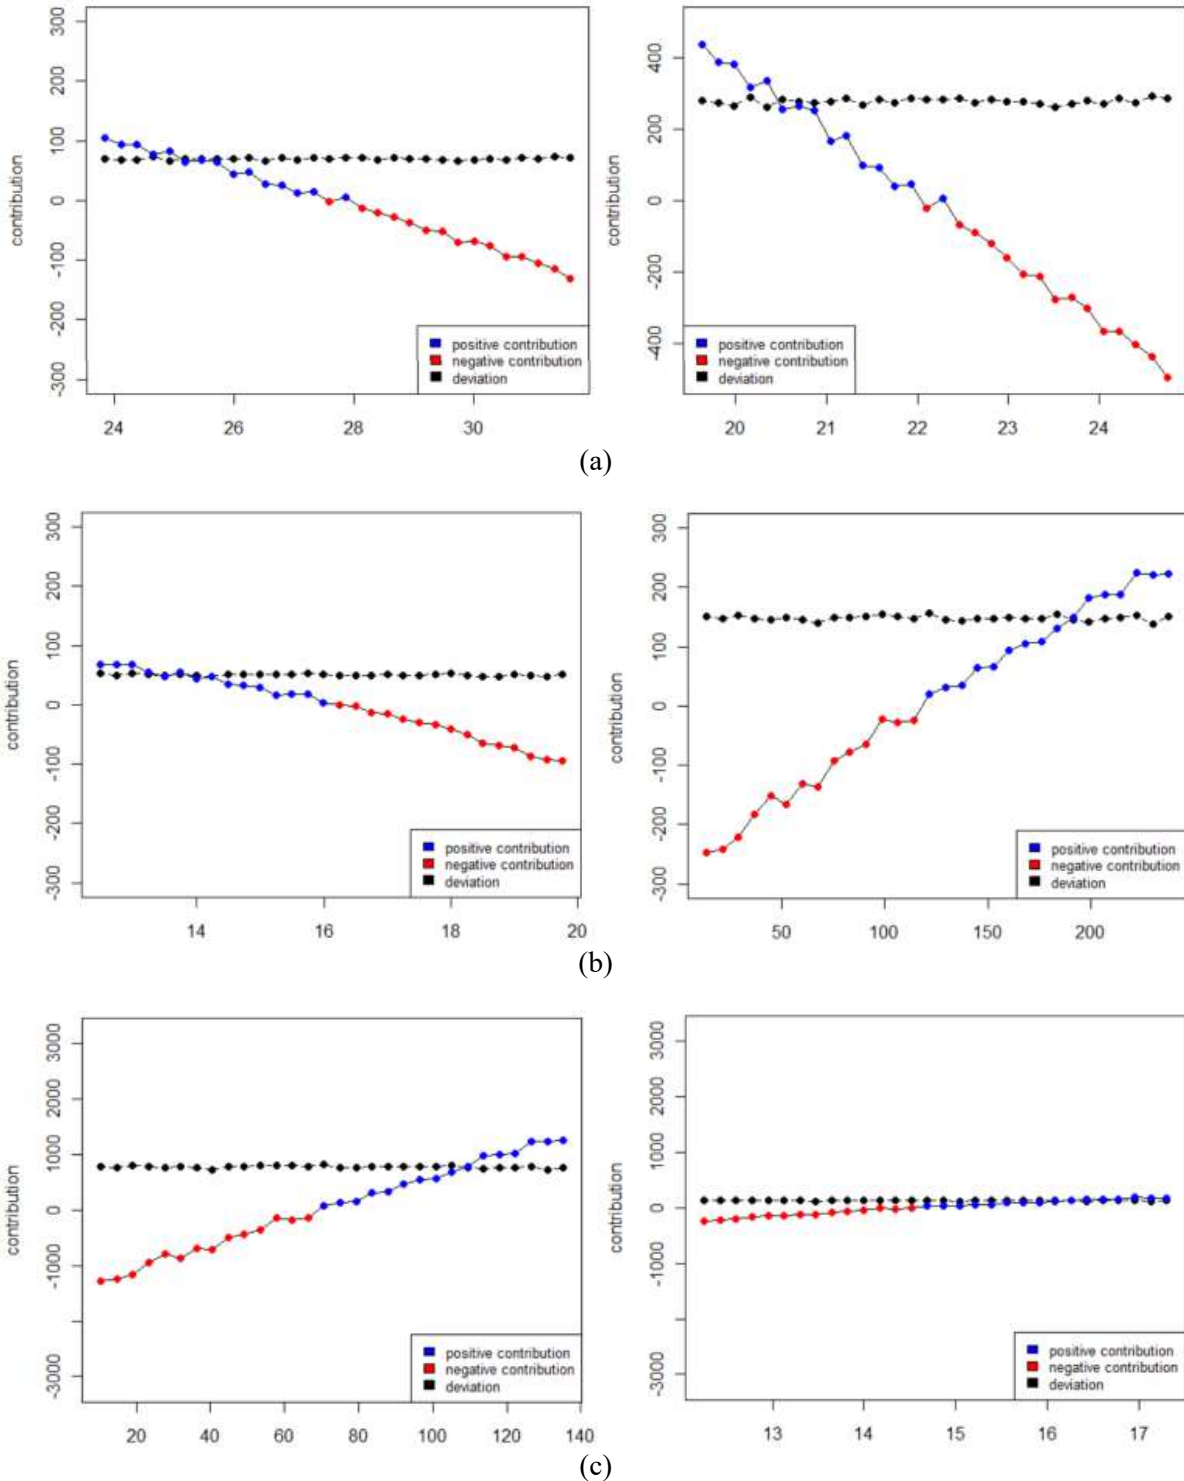 300
200
100
0
-100
-200
-300
contribution
positive contribution
negative contribution
deviation
24 26 28 30
400
200
0
-200
-400
contribution
positive contribution
negative contribution
deviation
20 21 22 23 24
(a)
300
200
100
0
-100
-200
-300
contribution
positive contribution
negative contribution
deviation
14 16 18 20
300
200
100
0
-100
-200
-300
contribution
positive contribution
negative contribution
deviation
50 100 150 200
(b)
3000
2000
1000
0
-1000
-3000
contribution
positive contribution
negative contribution
deviation
20 40 60 80 100 120 140
3000
2000
1000
0
-1000
-3000
contribution
positive contribution
negative contribution
deviation
13 14 15 16 17
(c)